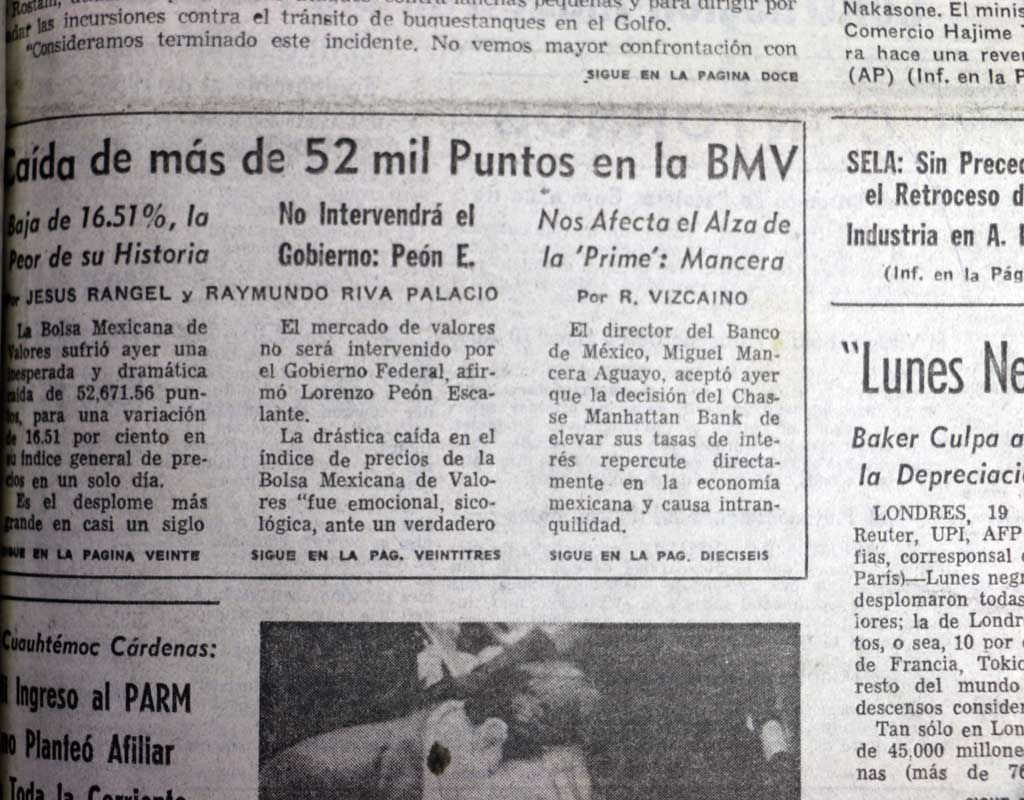 dar las incursiones contra el tránsito de buquestanques en el Golfo.
"Consideramos terminado este incidente. No vemos mayor confrontación con
SIGUE EN LA PAGINA DOCE
Nakasone. El minis
Comercio Hajime
ra hace una reve
(AP) (Inf. en la P
Caída de más de 52 mil Puntos en la BMV
Baja de 16.51%, la
Peor de su Historia
Por JESUS RANGEL y RAYMUNDO RIVA PALACIO
La Bolsa Mexicana de
Valores sufrió ayer una
inesperada y dramática
caída de 52,671.56 pun-
tos, para una variación
de 16.51 por ciento en
su índice general de pre-
cios en un solo día.
Es el desplome más
grande en casi un siglo
SIGUE EN LA PAGINA VEINTE
No Intervendrá el
Gobierno: Peón E.
El mercado de valores
no será intervenido por
el Gobierno Federal, afir-
mó Lorenzo Peón Esca-
lante.
La drástica caída en el
índice de precios de la
Bolsa Mexicana de Valo-
res "fue emocional, sico-
lógica, ante un verdadero
SIGUE EN LA PAG. VEINTITRES
Nos Afecta el Alza de
la 'Prime': Mancera
Por R. VIZCAINO
El director del Banco
de México, Miguel Man-
cera Aguayo, aceptó ayer
que la decisión del Chas-
se Manhattan Bank de
elevar sus tasas de inte-
rés repercute directa-
mente en la economía
mexicana y causa intran-
quilidad.
SIGUE EN LA PAG. DIECISEIS
SELA: Sin Preced
el Retroceso d
Industria en A.
(Inf. en la Pág
"Lunes Ne
Baker Culpa a
la Depreciaci
LONDRES, 19
Reuter, UPI, AFP
fias, corresponsal
París)—Lunes negr
desplomaron todas
iores; la de Londr
tos, o sea, 10 por
de Francia, Tokio
resto del mundo
descensos consider
Tan sólo en Lon
de 45,000 millone
nas (más de 76
Cuauhtémoc Cárdenas:
Ingreso al PARM
no Planteó Afiliar
Toda la Corriente